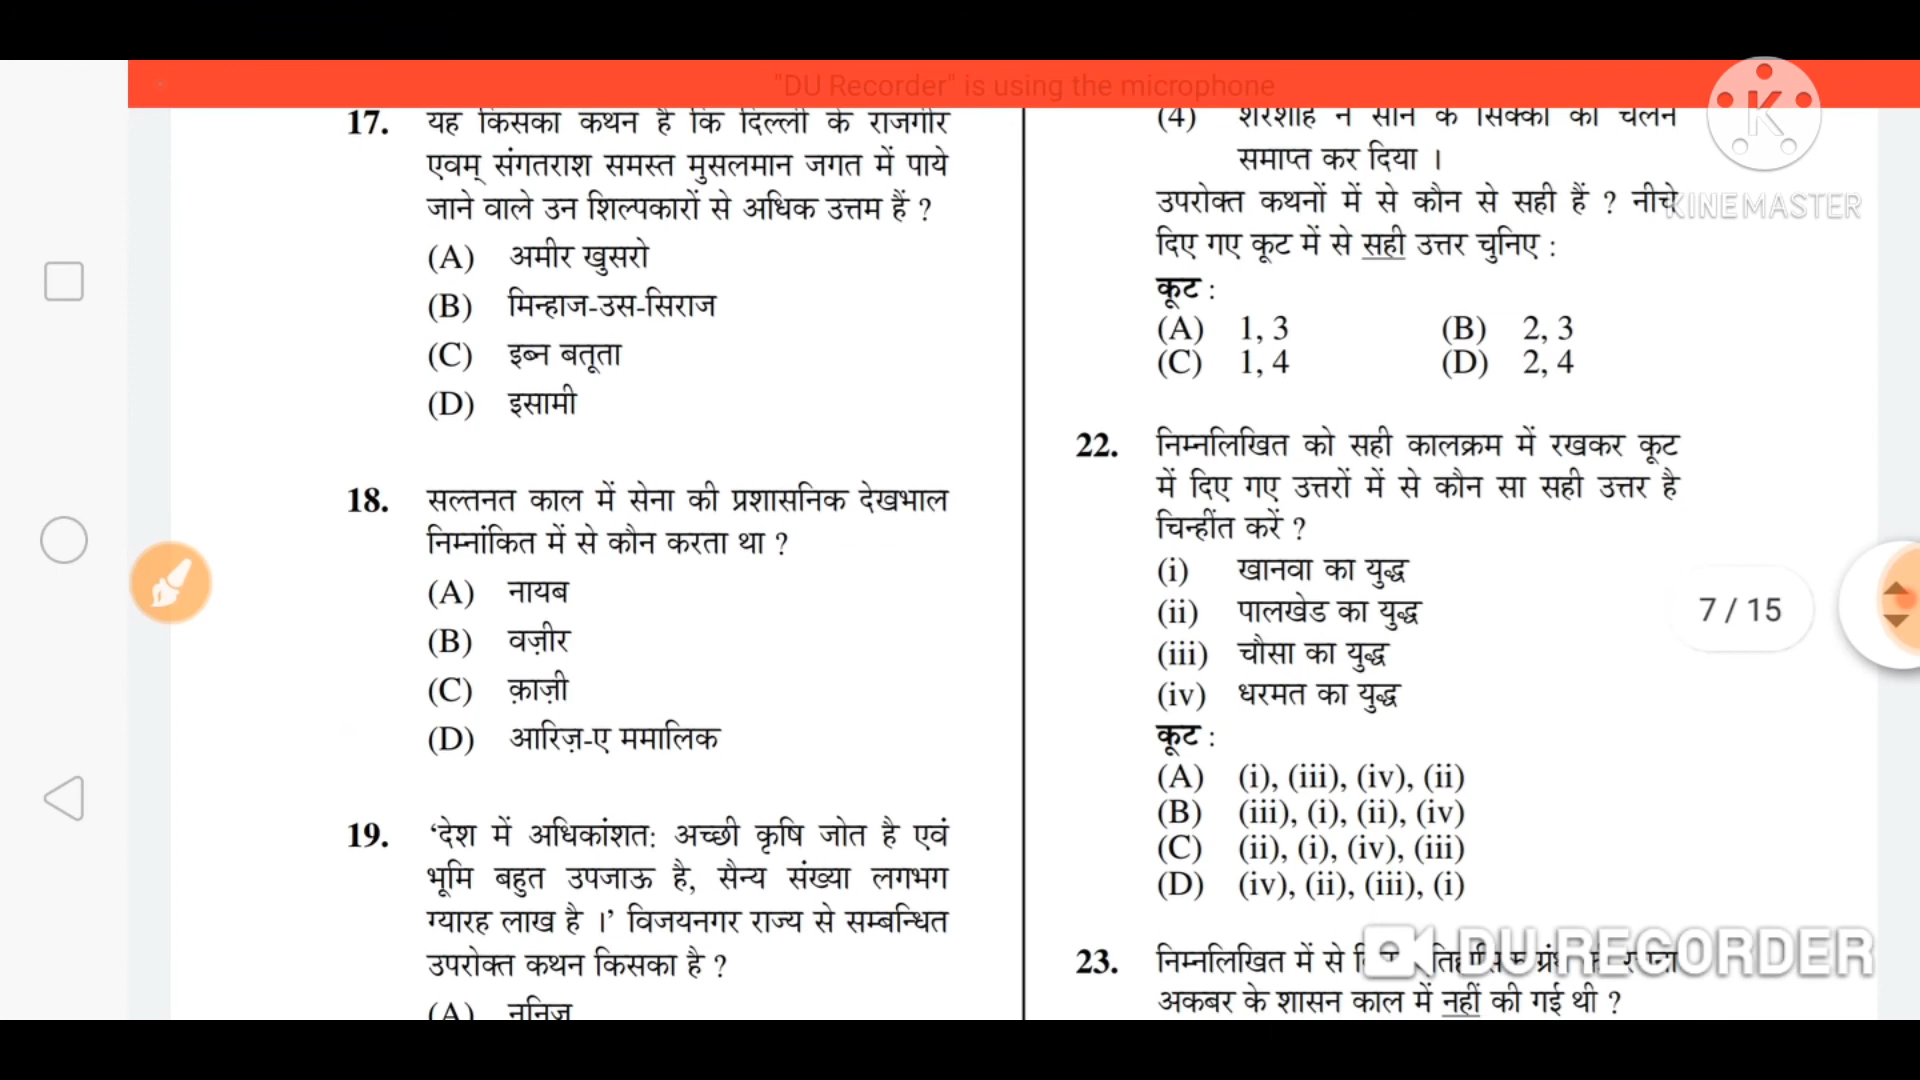 "DU Recorder" is using the microphone
17. यह किसका कथन है कि दिल्ली के राजगीर
एवम् संगतराश समस्त मुसलमान जगत में पाये
जाने वाले उन शिल्पकारों से अधिक उत्तम हैं ?
(A) अमीर खुसरो
(B) मिन्हाज-उस-सिराज
(C) इब्न बतूता
(D) इसामी
18. सल्तनत काल में सेना की प्रशासनिक देखभाल
निम्नांकित में से कौन करता था ?
(A) नायब
(B) वज़ीर
(C) क़ाज़ी
(D) आरिज़-ए ममालिक
19. ‘देश में अधिकांशत: अच्छी कृषि जोत है एवं
भूमि बहुत उपजाऊ है, सैन्य संख्या लगभग
ग्यारह लाख है ।’ विजयनगर राज्य से सम्बन्धित
उपरोक्त कथन किसका है ?
(A) नूनिज़
(4) शेरशाह ने सोने के सिक्कों का चलन
समाप्त कर दिया ।
उपरोक्त कथनों में से कौन से सही हैं ? नीचे
दिए गए कूट में से सही उत्तर चुनिए :
कूट :
(A) 1, 3 (B) 2, 3
(C) 1, 4 (D) 2, 4
22. निम्नलिखित को सही कालक्रम में रखकर कूट
में दिए गए उत्तरों में से कौन सा सही उत्तर है
चिन्हींत करें ?
(i) खानवा का युद्ध
(ii) पालखेड का युद्ध
(iii) चौसा का युद्ध
(iv) धरमत का युद्ध
कूट :
(A) (i), (iii), (iv), (ii)
(B) (iii), (i), (ii), (iv)
(C) (ii), (i), (iv), (iii)
(D) (iv), (ii), (iii), (i)
23. निम्नलिखित में से
अकबर के शासन काल में नहीं की गई थी ?
7 / 15
K
KINEMASTER
DU RECORDER